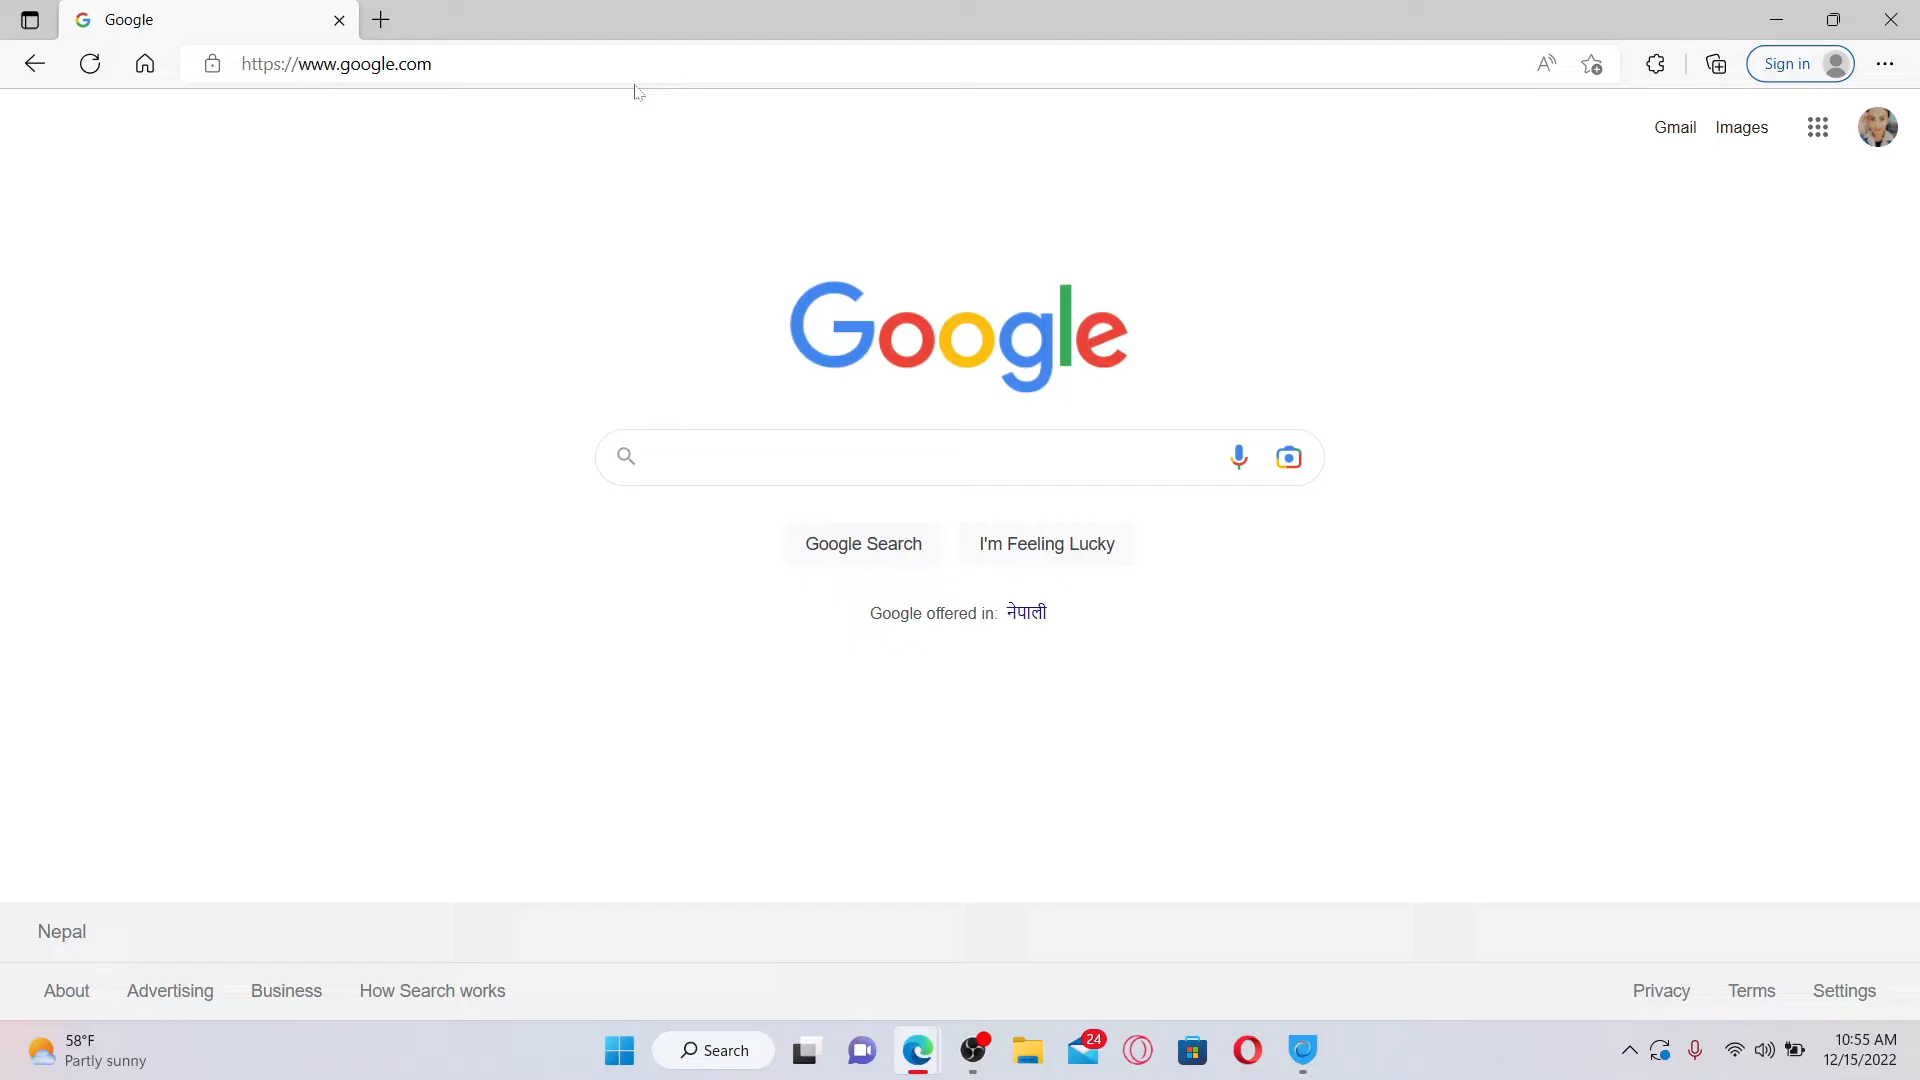 Google
https://www.google.com
Sign in
Gmail
Images
Google
Google Search
I'm Feeling Lucky
Google offered in: नेपाली
Nepal
About
Advertising
Business
How Search works
Privacy
Terms
Settings
58°F
Partly sunny
Search
24
10:55 AM
12/15/2022